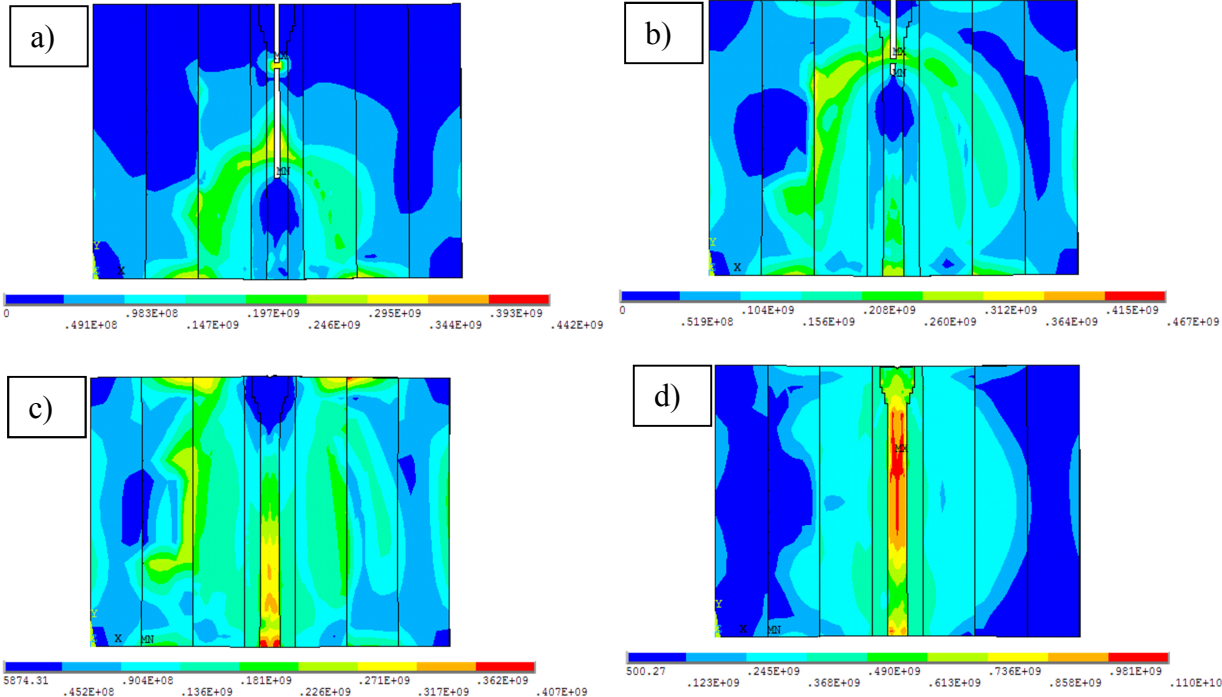 a)
MX
MN
Y
X
0 .983E+08 .197E+09 .295E+09 .393E+09
.491E+08 .147E+09 .246E+09 .344E+09 .442E+09
b)
MX
MN
X
0 .104E+09 .208E+09 .312E+09 .415E+09
.519E+08 .156E+09 .260E+09 .364E+09 .467E+09
c)
Y
X MN
5874.31 .904E+08 .181E+09 .271E+09 .362E+09
.452E+08 .136E+09 .226E+09 .317E+09 .407E+09
d)
MX
Y
X MN
500.27 .245E+09 .490E+09 .736E+09 .981E+09
.123E+09 .368E+09 .613E+09 .858E+09 .110E+10